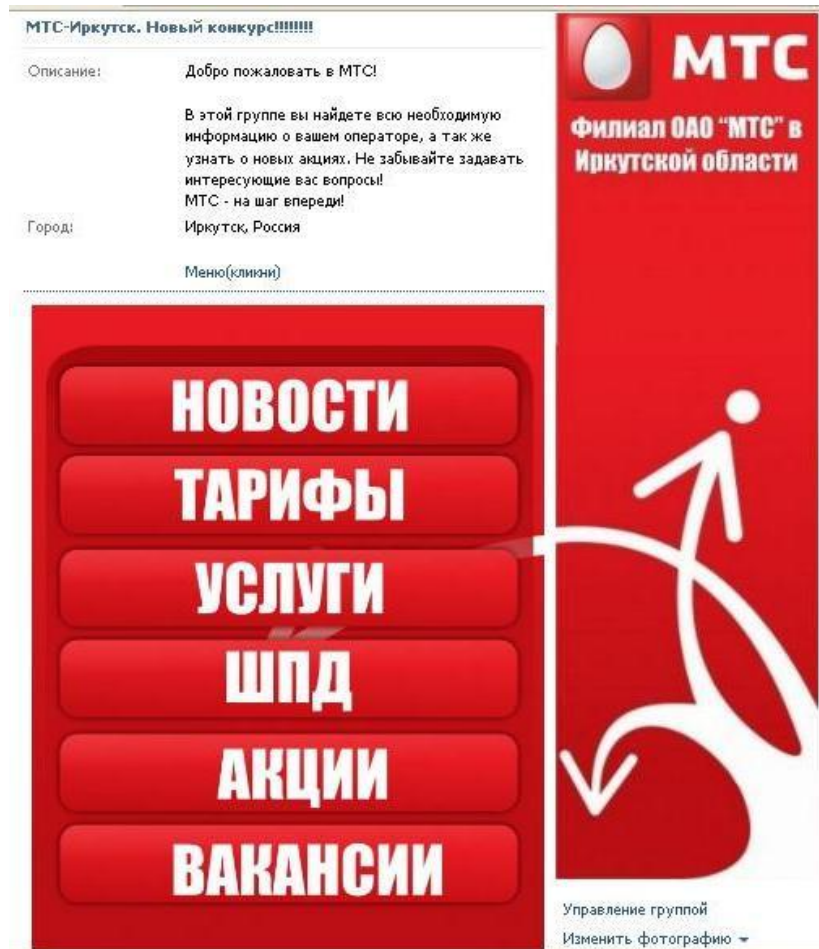 МТС-Иркутск. Новый конкурс!!!!!!!!
Описание:
Добро пожаловать в МТС!
В этой группе вы найдете всю необходимую
информацию о вашем операторе, а так же
узнать о новых акциях. Не забывайте задавать
интересующие вас вопросы!
МТС - на шаг впереди!
Город:
Иркутск, Россия
Меню(кликни)
НОВОСТИ
ТАРИФЫ
УСЛУГИ
ШПД
АКЦИИ
ВАКАНСИИ
МТС
Филиал ОАО "МТС" в
Иркутской области
Управление группой
Изменить фотографию